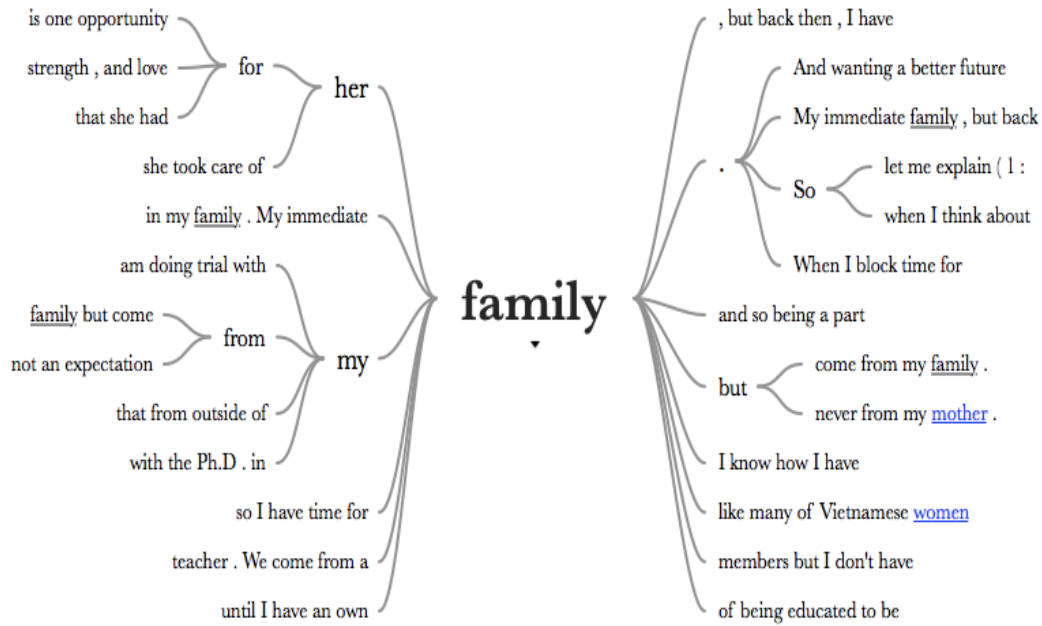 is one opportunity
strength , and love
that she had
for
she took care of
her
in my family . My immediate
am doing trial with
family but come
not an expectation
from
that from outside of
with the Ph.D . in
my
so I have time for
teacher . We come from a
until I have an own
family
, but back then , I have
.
And wanting a better future
My immediate family , but back
So
let me explain ( l :
when I think about
When I block time for
and so being a part
but
come from my family .
never from my mother .
I know how I have
like many of Vietnamese women
members but I don't have
of being educated to be